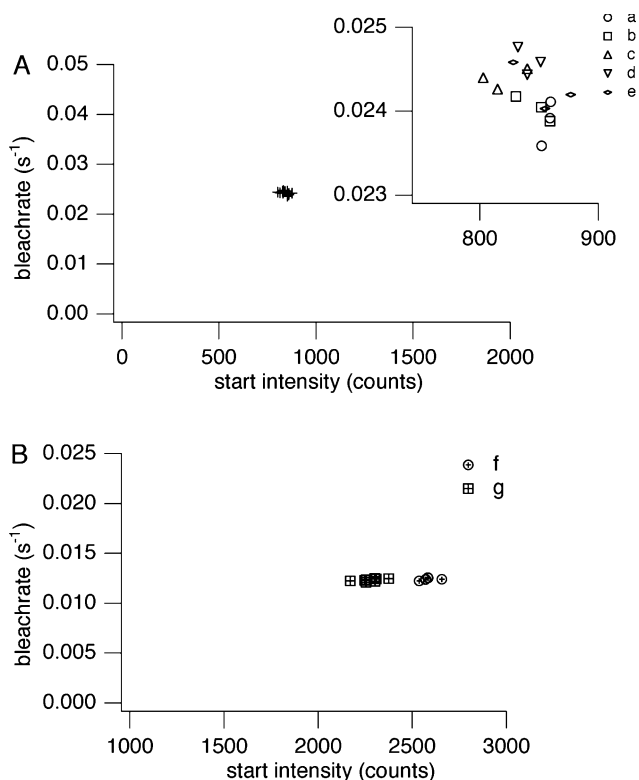 A
0.05
0.04
0.03
0.02
0.01
0.00
bleachrate (s⁻¹)
0
500
1000
1500
2000
start intensity (counts)
0.025
0.024
0.023
800
900
a
b
c
d
e
B
0.025
0.020
0.015
0.010
0.005
0.000
bleachrate (s⁻¹)
1000
1500
2000
2500
3000
start intensity (counts)
f
g